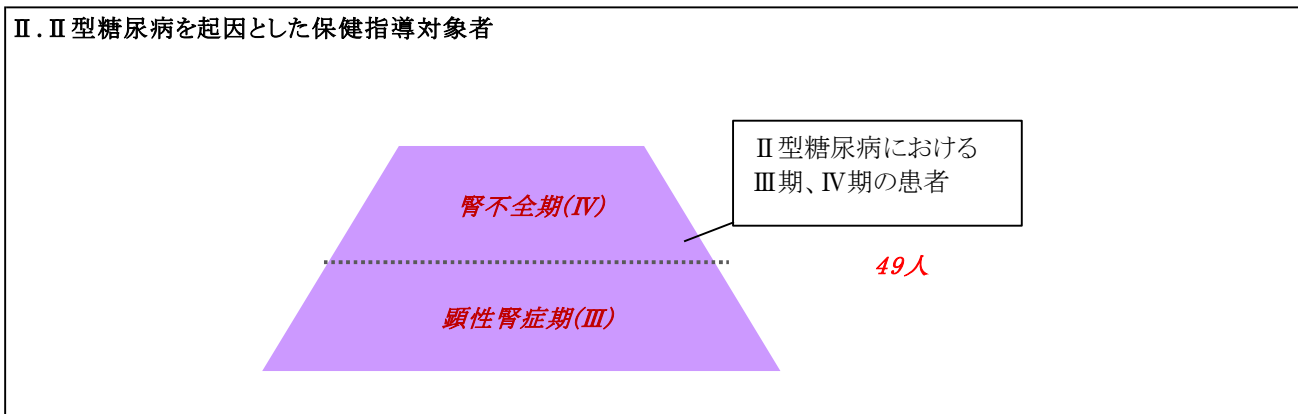 Ⅱ.Ⅱ型糖尿病を起因とした保健指導対象者
Ⅱ型糖尿病における
Ⅲ期、Ⅳ期の患者
腎不全期(Ⅳ)
49人
顕性腎症期(Ⅲ)